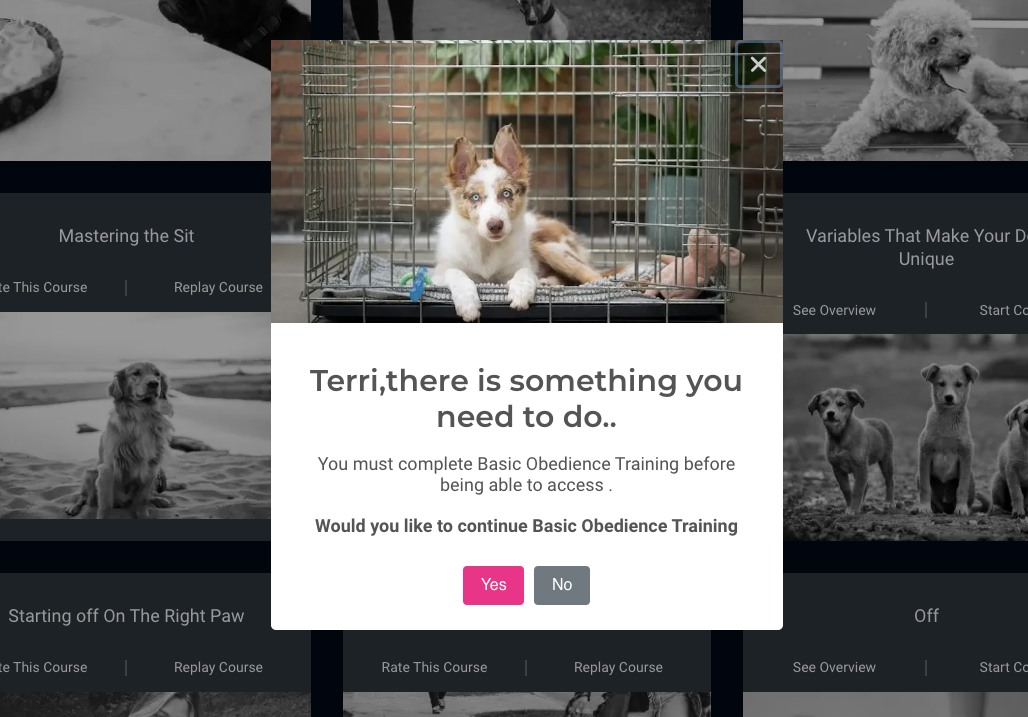 Mastering the Sit
te This Course | Replay Course
Variables That Make Your D
Unique
See Overview | Start Co
Terri,there is something you
need to do..
You must complete Basic Obedience Training before
being able to access .
Would you like to continue Basic Obedience Training
Yes
No
Starting off On The Right Paw
te This Course | Replay Course
Rate This Course | Replay Course
Off
See Overview | Start Co